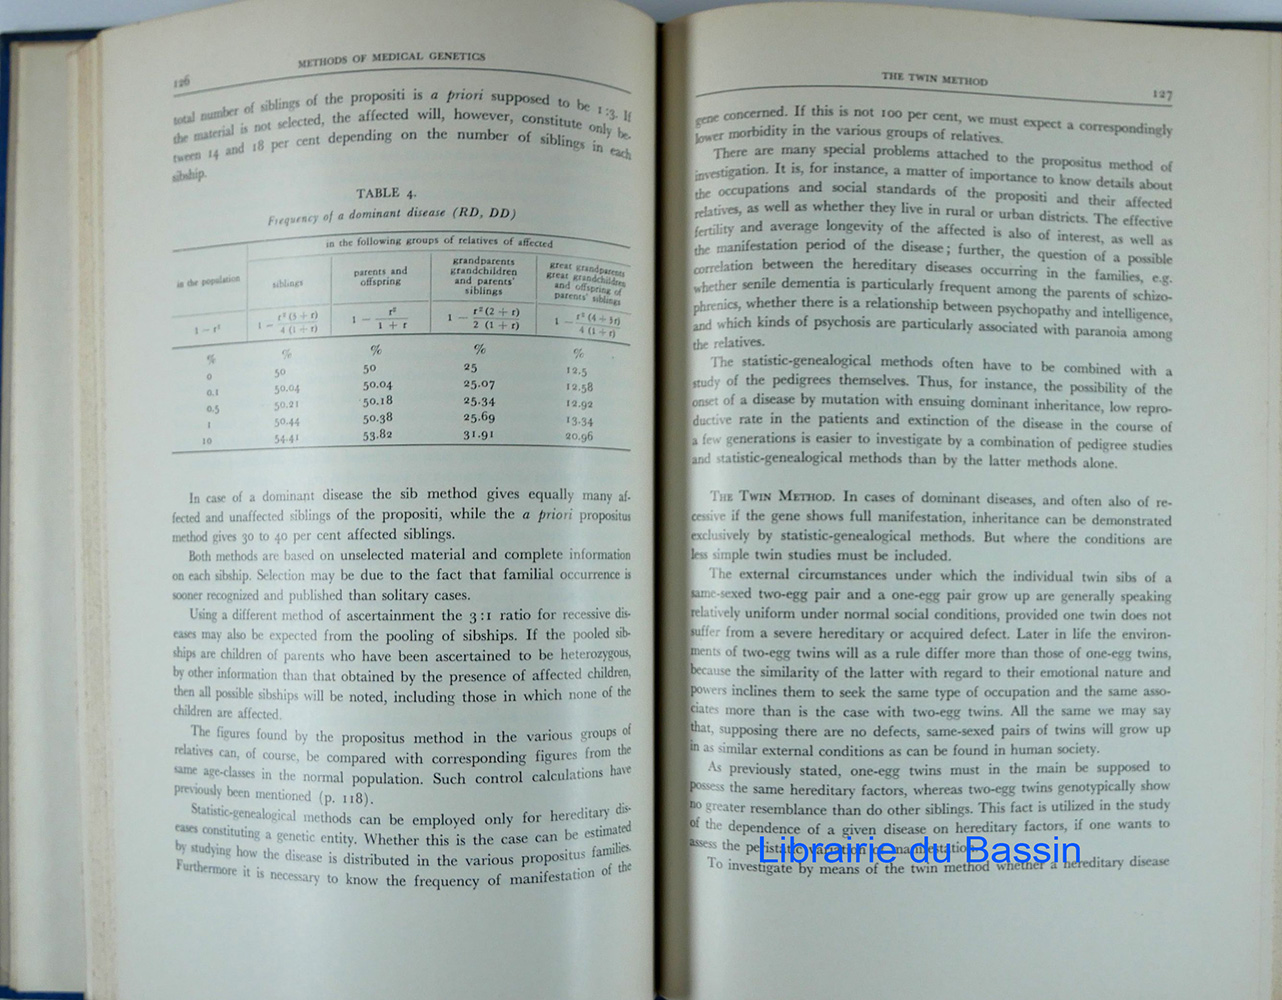 126
METHODS OF MEDICAL GENETICS
total number of siblings of the propositi is a priori supposed to be 1:3. If
the material is not selected, the affected will, however, constitute only be-
tween 14 and 18 per cent depending on the number of siblings in each
sibship.
TABLE 4.
Frequency of a dominant disease (RD, DD)
in the following groups of relatives of affected
in the population
siblings
parents and
offspring
grandparents
grandchildren
and parents'
siblings
great grandparents
great grandchildren
and offspring of
parents' siblings
1 − r² 1 − r²(3 + r) / 4(1 + r) 1 − r² / 1 + r 1 − r²(2 + r) / 2(1 + r) 1 − r²(4 + 3r) / 4(1 + r)
% % % % %
0 50 50 25 12.5
0.1 50.04 50.04 25.07 12.58
0.5 50.21 50.18 25.34 12.92
1 50.44 50.38 25.69 13.34
10 54.41 53.82 31.91 20.96
In case of a dominant disease the sib method gives equally many af-
fected and unaffected siblings of the propositi, while the a priori propositus
method gives 30 to 40 per cent affected siblings.
Both methods are based on unselected material and complete information
on each sibship. Selection may be due to the fact that familial occurrence is
sooner recognized and published than solitary cases.
Using a different method of ascertainment the 3:1 ratio for recessive dis-
eases may also be expected from the pooling of sibships. If the pooled sib-
ships are children of parents who have been ascertained to be heterozygous,
by other information than that obtained by the presence of affected children,
then all possible sibships will be noted, including those in which none of the
children are affected.
The figures found by the propositus method in the various groups of
relatives can, of course, be compared with corresponding figures from the
same age-classes in the normal population. Such control calculations have
previously been mentioned (p. 118).
Statistic-genealogical methods can be employed only for hereditary dis-
eases constituting a genetic entity. Whether this is the case can be estimated
by studying how the disease is distributed in the various propositus families.
Furthermore it is necessary to know the frequency of manifestation of the
THE TWIN METHOD
127
gene concerned. If this is not 100 per cent, we must expect a correspondingly
lower morbidity in the various groups of relatives.
There are many special problems attached to the propositus method of
investigation. It is, for instance, a matter of importance to know details about
the occupations and social standards of the propositi and their affected
relatives, as well as whether they live in rural or urban districts. The effective
fertility and average longevity of the affected is also of interest, as well as
the manifestation period of the disease; further, the question of a possible
correlation between the hereditary diseases occurring in the families, e.g.
whether senile dementia is particularly frequent among the parents of schizo-
phrenics, whether there is a relationship between psychopathy and intelligence,
and which kinds of psychosis are particularly associated with paranoia among
the relatives.
The statistic-genealogical methods often have to be combined with a
study of the pedigrees themselves. Thus, for instance, the possibility of the
onset of a disease by mutation with ensuing dominant inheritance, low repro-
ductive rate in the patients and extinction of the disease in the course of
a few generations is easier to investigate by a combination of pedigree studies
and statistic-genealogical methods than by the latter methods alone.
THE TWIN METHOD. In cases of dominant diseases, and often also of re-
cessive if the gene shows full manifestation, inheritance can be demonstrated
exclusively by statistic-genealogical methods. But where the conditions are
less simple twin studies must be included.
The external circumstances under which the individual twin sibs of a
same-sexed two-egg pair and a one-egg pair grow up are generally speaking
relatively uniform under normal social conditions, provided one twin does not
suffer from a severe hereditary or acquired defect. Later in life the environ-
ments of two-egg twins will as a rule differ more than those of one-egg twins,
because the similarity of the latter with regard to their emotional nature and
powers inclines them to seek the same type of occupation and the same asso-
ciates more than is the case with two-egg twins. All the same we may say
that, supposing there are no defects, same-sexed pairs of twins will grow up
in as similar external conditions as can be found in human society.
As previously stated, one-egg twins must in the main be supposed to
possess the same hereditary factors, whereas two-egg twins genotypically show
no greater resemblance than do other siblings. This fact is utilized in the study
of the dependence of a given disease on hereditary factors, if one wants to
assess the peristatic variation of manifestation.
Librairie du Bassin
To investigate by means of the twin method whether a hereditary disease